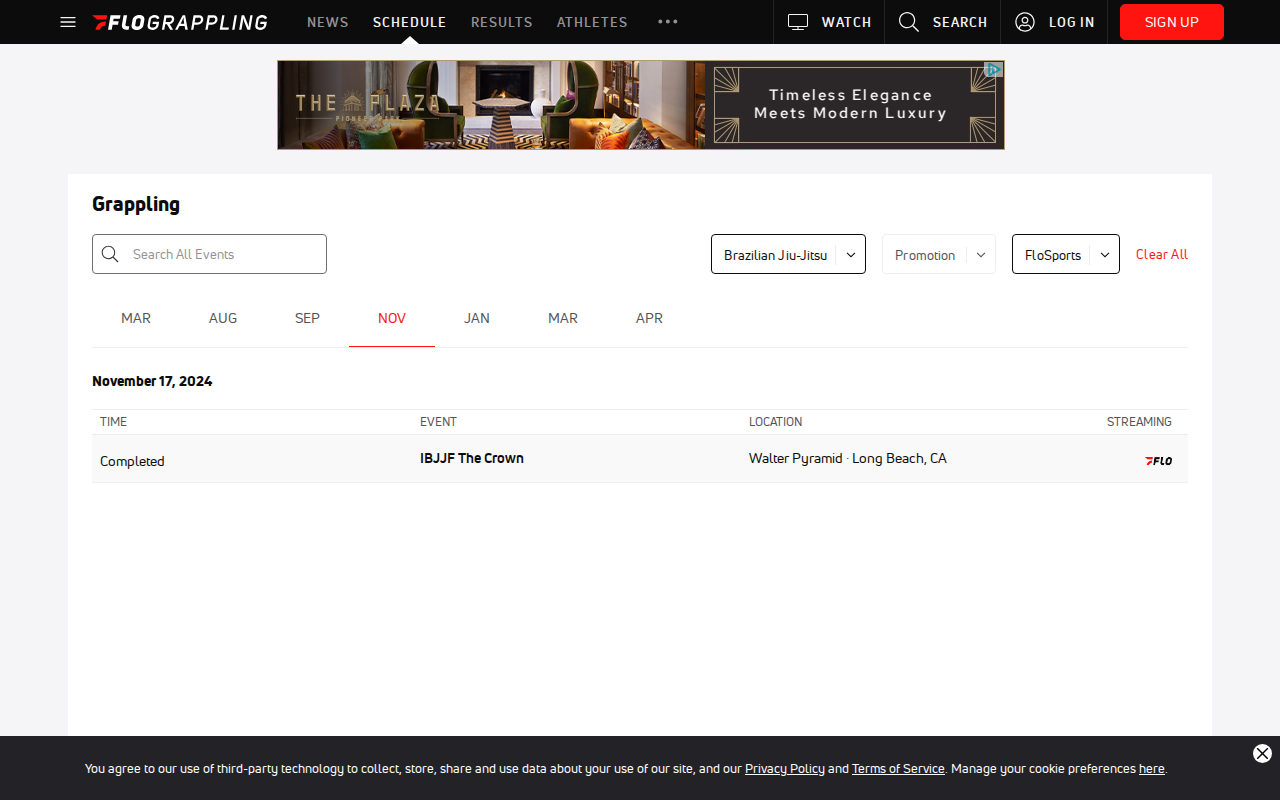 FLOGRAPPLING NEWS SCHEDULE RESULTS ATHLETES WATCH SEARCH LOG IN SIGN UP
THE PLAZA
PIONEER PARK
Timeless Elegance
Meets Modern Luxury
Grappling
Search All Events Brazilian Jiu-Jitsu Promotion FloSports Clear All
MAR AUG SEP NOV JAN MAR APR
November 17, 2024
TIME EVENT LOCATION STREAMING
Completed IBJJF The Crown Walter Pyramid · Long Beach, CA FLO
You agree to our use of third-party technology to collect, store, share and use data about your use of our site, and our Privacy Policy and Terms of Service. Manage your cookie preferences here.